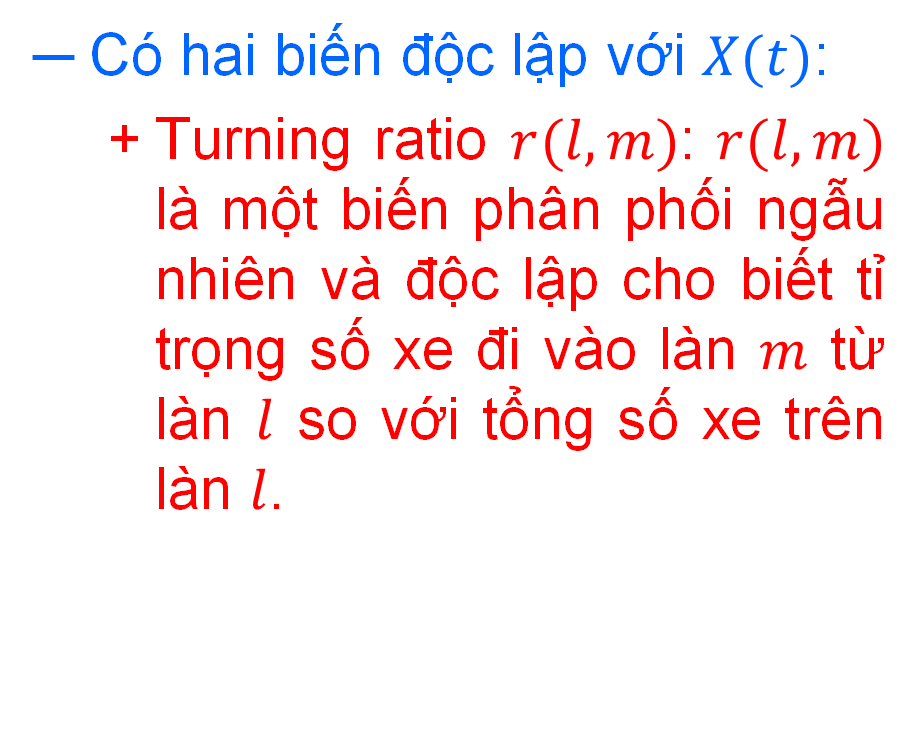 — Có hai biến độc lập với X(t):
+ Turning ratio r(l,m): r(l,m)
là một biến phân phối ngẫu
nhiên và độc lập cho biết tỉ
trọng số xe đi vào làn m từ
làn l so với tổng số xe trên
làn l.